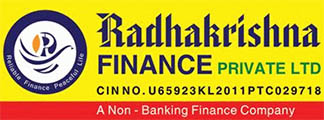 Radhakrishna
FINANCE PRIVATE LTD
CIN NO. U65923KL2011PTC029718
A Non - Banking Finance Company
R
Reliable Finance Peaceful Life